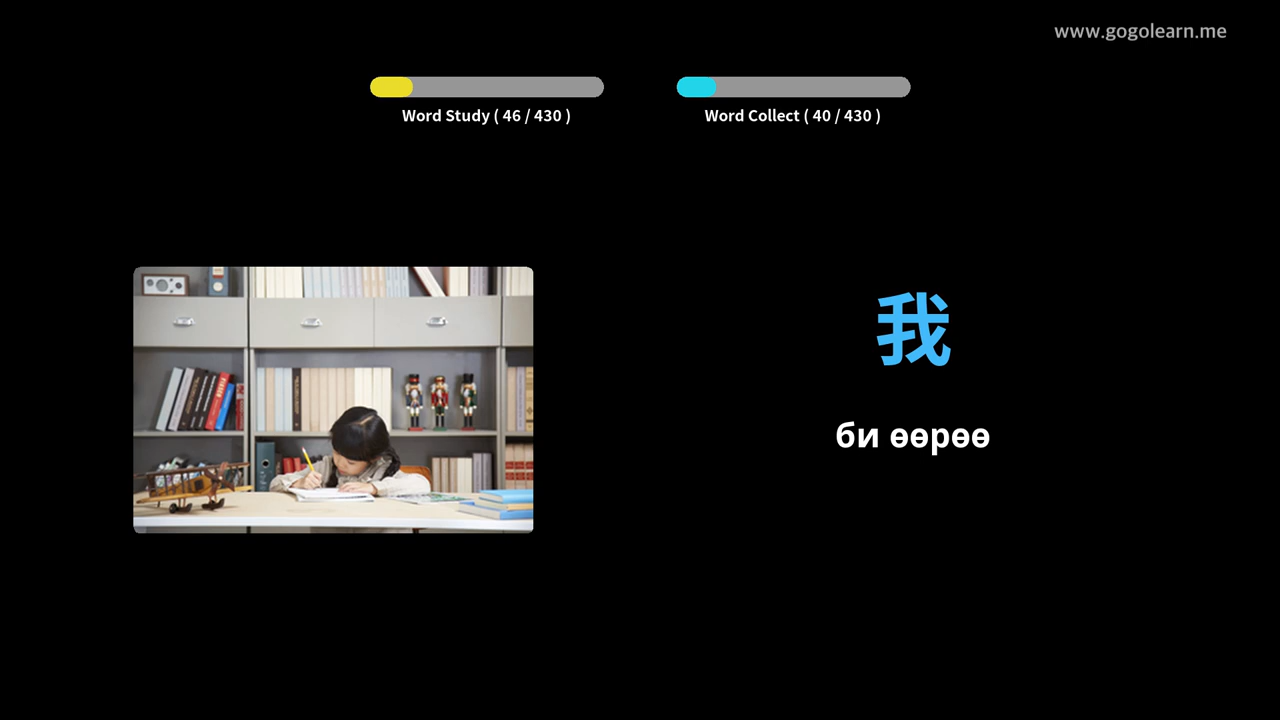 www.gogolearn.me
Word Study ( 46 / 430 )
Word Collect ( 40 / 430 )
我
би өөрөө